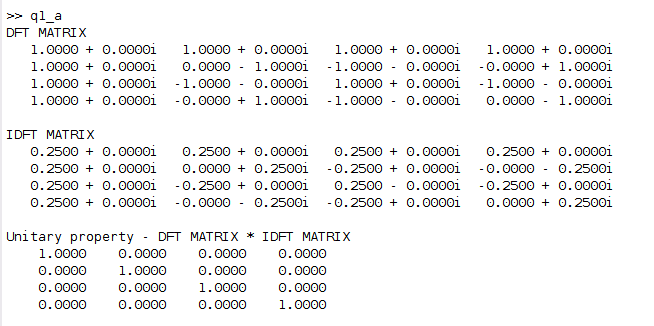 >> q1_a
DFT MATRIX
1.0000 + 0.0000i 1.0000 + 0.0000i 1.0000 + 0.0000i 1.0000 + 0.0000i
1.0000 + 0.0000i 0.0000 - 1.0000i -1.0000 - 0.0000i -0.0000 + 1.0000i
1.0000 + 0.0000i -1.0000 - 0.0000i 1.0000 + 0.0000i -1.0000 - 0.0000i
1.0000 + 0.0000i -0.0000 + 1.0000i -1.0000 - 0.0000i 0.0000 - 1.0000i
IDFT MATRIX
0.2500 + 0.0000i 0.2500 + 0.0000i 0.2500 + 0.0000i 0.2500 + 0.0000i
0.2500 + 0.0000i 0.0000 + 0.2500i -0.2500 + 0.0000i -0.0000 - 0.2500i
0.2500 + 0.0000i -0.2500 + 0.0000i 0.2500 - 0.0000i -0.2500 + 0.0000i
0.2500 + 0.0000i -0.0000 - 0.2500i -0.2500 + 0.0000i 0.0000 + 0.2500i
Unitary property - DFT MATRIX * IDFT MATRIX
1.0000 0.0000 0.0000 0.0000
0.0000 1.0000 0.0000 0.0000
0.0000 0.0000 1.0000 0.0000
0.0000 0.0000 0.0000 1.0000